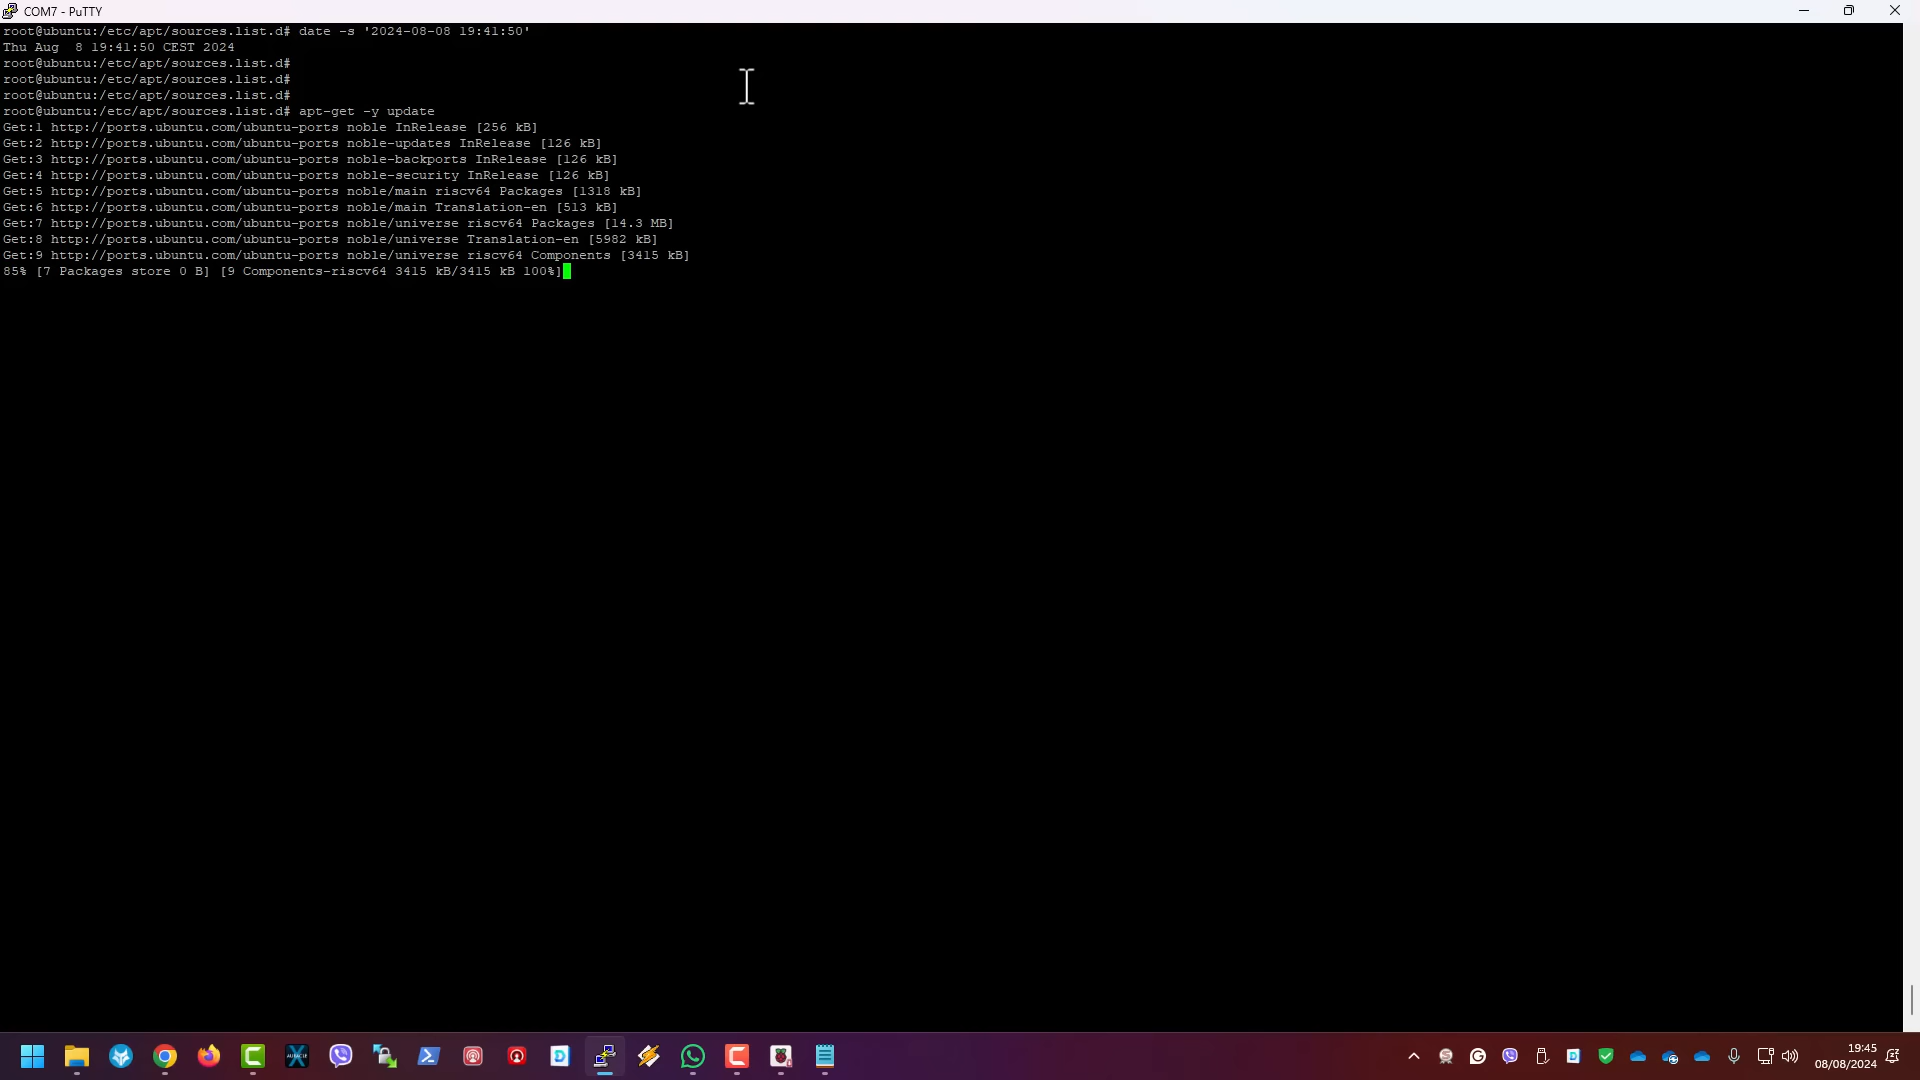 COM7 - PuTTY
root@ubuntu:/etc/apt/sources.list.d# date -s '2024-08-08 19:41:50'
Thu Aug  8 19:41:50 CEST 2024
root@ubuntu:/etc/apt/sources.list.d#
root@ubuntu:/etc/apt/sources.list.d#
root@ubuntu:/etc/apt/sources.list.d#
root@ubuntu:/etc/apt/sources.list.d# apt-get -y update
Get:1 http://ports.ubuntu.com/ubuntu-ports noble InRelease [256 kB]
Get:2 http://ports.ubuntu.com/ubuntu-ports noble-updates InRelease [126 kB]
Get:3 http://ports.ubuntu.com/ubuntu-ports noble-backports InRelease [126 kB]
Get:4 http://ports.ubuntu.com/ubuntu-ports noble-security InRelease [126 kB]
Get:5 http://ports.ubuntu.com/ubuntu-ports noble/main riscv64 Packages [1318 kB]
Get:6 http://ports.ubuntu.com/ubuntu-ports noble/main Translation-en [513 kB]
Get:7 http://ports.ubuntu.com/ubuntu-ports noble/universe riscv64 Packages [14.3 MB]
Get:8 http://ports.ubuntu.com/ubuntu-ports noble/universe Translation-en [5982 kB]
Get:9 http://ports.ubuntu.com/ubuntu-ports noble/universe riscv64 Components [3415 kB]
85% [7 Packages store 0 B] [9 Components-riscv64 3415 kB/3415 kB 100%]
19:45
08/08/2024